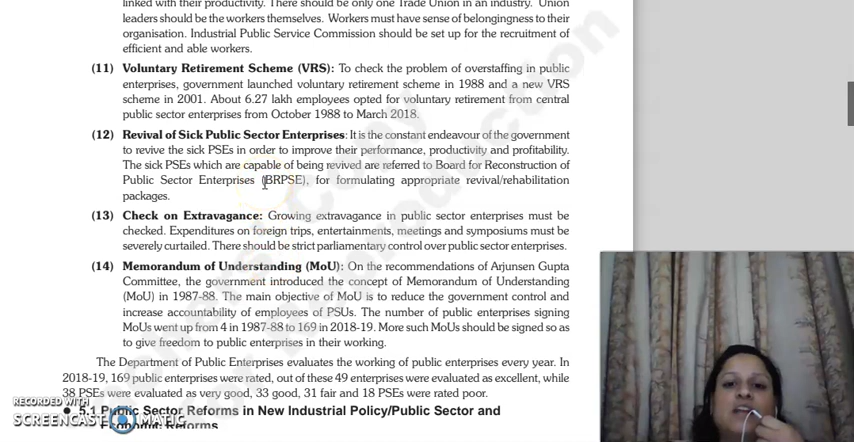 linked with their productivity. There should be only one Trade Union in an industry. Union
leaders should be the workers themselves. Workers must have sense of belongingness to their
organisation. Industrial Public Service Commission should be set up for the recruitment of
efficient and able workers.
(11) Voluntary Retirement Scheme (VRS): To check the problem of overstaffing in public
enterprises, government launched voluntary retirement scheme in 1988 and a new VRS
scheme in 2001. About 6.27 lakh employees opted for voluntary retirement from central
public sector enterprises from October 1988 to March 2018.
(12) Revival of Sick Public Sector Enterprises: It is the constant endeavour of the government
to revive the sick PSEs in order to improve their performance, productivity and profitability.
The sick PSEs which are capable of being revived are referred to Board for Reconstruction of
Public Sector Enterprises (BRPSE), for formulating appropriate revival/rehabilitation
packages.
(13) Check on Extravagance: Growing extravagance in public sector enterprises must be
checked. Expenditures on foreign trips, entertainments, meetings and symposiums must be
severely curtailed. There should be strict parliamentary control over public sector enterprises.
(14) Memorandum of Understanding (MoU): On the recommendations of Arjunsen Gupta
Committee, the government introduced the concept of Memorandum of Understanding
(MoU) in 1987-88. The main objective of MoU is to reduce the government control and
increase accountability of employees of PSUs. The number of public enterprises signing
MoUs went up from 4 in 1987-88 to 169 in 2018-19. More such MoUs should be signed so as
to give freedom to public enterprises in their working.
The Department of Public Enterprises evaluates the working of public enterprises every year. In
2018-19, 169 public enterprises were rated, out of these 49 enterprises were evaluated as excellent, while
38 PSEs were evaluated as very good, 33 good, 31 fair and 18 PSEs were rated poor.
RECORDED WITH
SCREENCAST MATIC
• 5.1 Public Sector Reforms in New Industrial Policy/Public Sector and
Economic Reforms